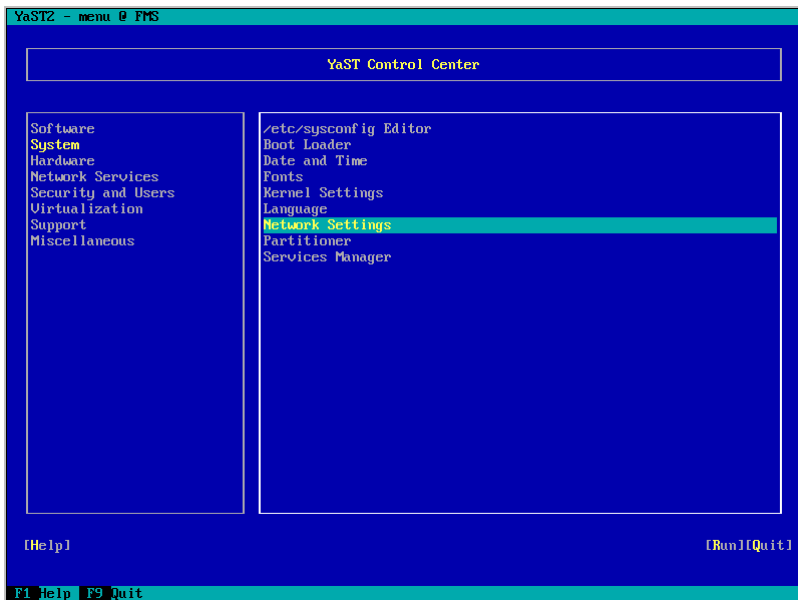 YaST2 - menu @ FMS
YaST Control Center
Software
System
Hardware
Network Services
Security and Users
Virtualization
Support
Miscellaneous
/etc/sysconfig Editor
Boot Loader
Date and Time
Fonts
Kernel Settings
Language
Network Settings
Partitioner
Services Manager
[Help]
[Run][Quit]
F1 Help F9 Quit